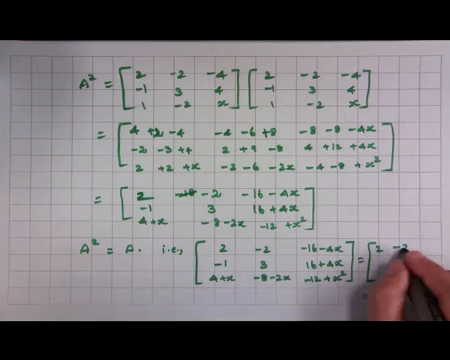 A² = [ 2 -2 -4 ] [ 2 -2 -4 ]
-1 3 4 -1 3 4
1 -2 x 1 -2 x
= [ 4 +2 -4 -4 -6 +8 -8 -8 -4x ]
-2 -3 +4 2 +9 -8 4 +12 +4x
2 +2 +x -2 -6 -2x -4 -8 +x²
= [ 2 -2 -16 -4x ]
-1 3 16 +4x
4+x -8-2x -12 +x²
A² = A. i.e., [ 2 -2 -16-4x ] = [ 2 -2
-1 3 16+4x
4+x -8-2x -12+x²